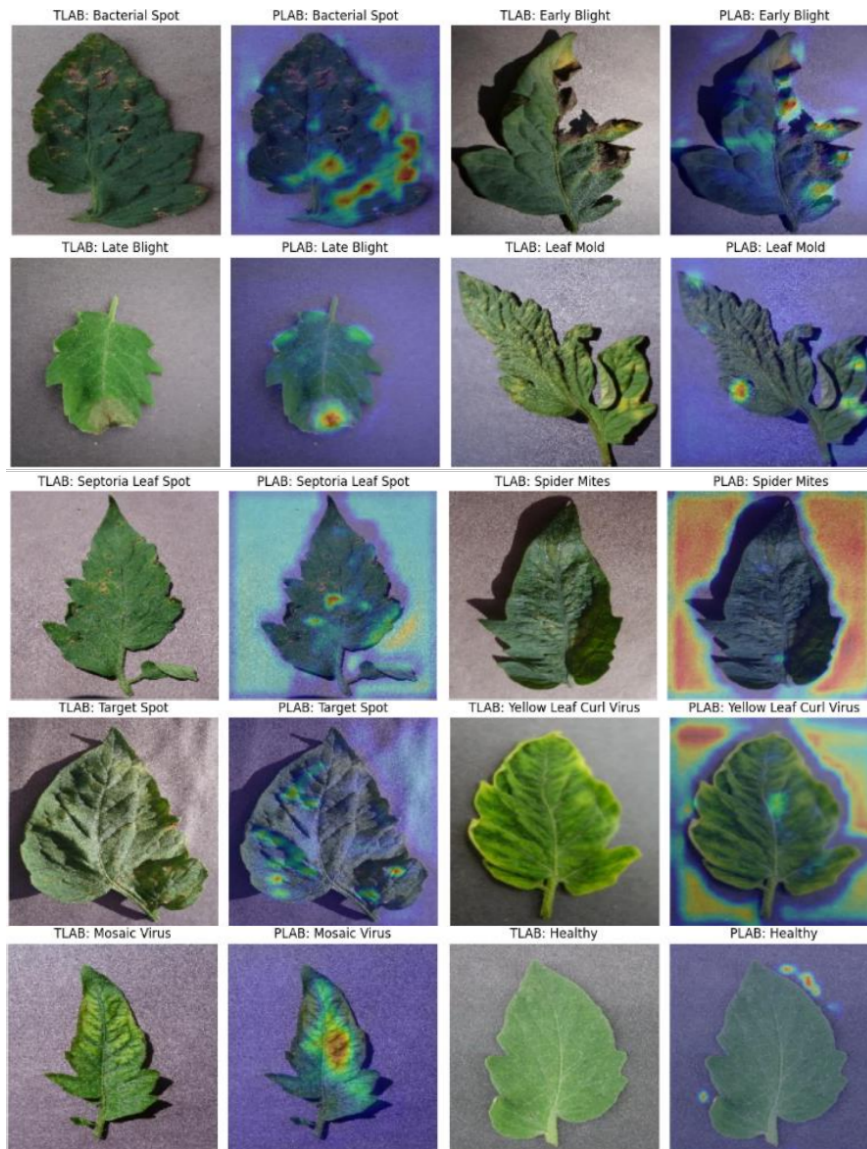 TLAB: Bacterial Spot PLAB: Bacterial Spot TLAB: Early Blight PLAB: Early Blight
TLAB: Late Blight PLAB: Late Blight TLAB: Leaf Mold PLAB: Leaf Mold
TLAB: Septoria Leaf Spot PLAB: Septoria Leaf Spot TLAB: Spider Mites PLAB: Spider Mites
TLAB: Target Spot PLAB: Target Spot TLAB: Yellow Leaf Curl Virus PLAB: Yellow Leaf Curl Virus
TLAB: Mosaic Virus PLAB: Mosaic Virus TLAB: Healthy PLAB: Healthy